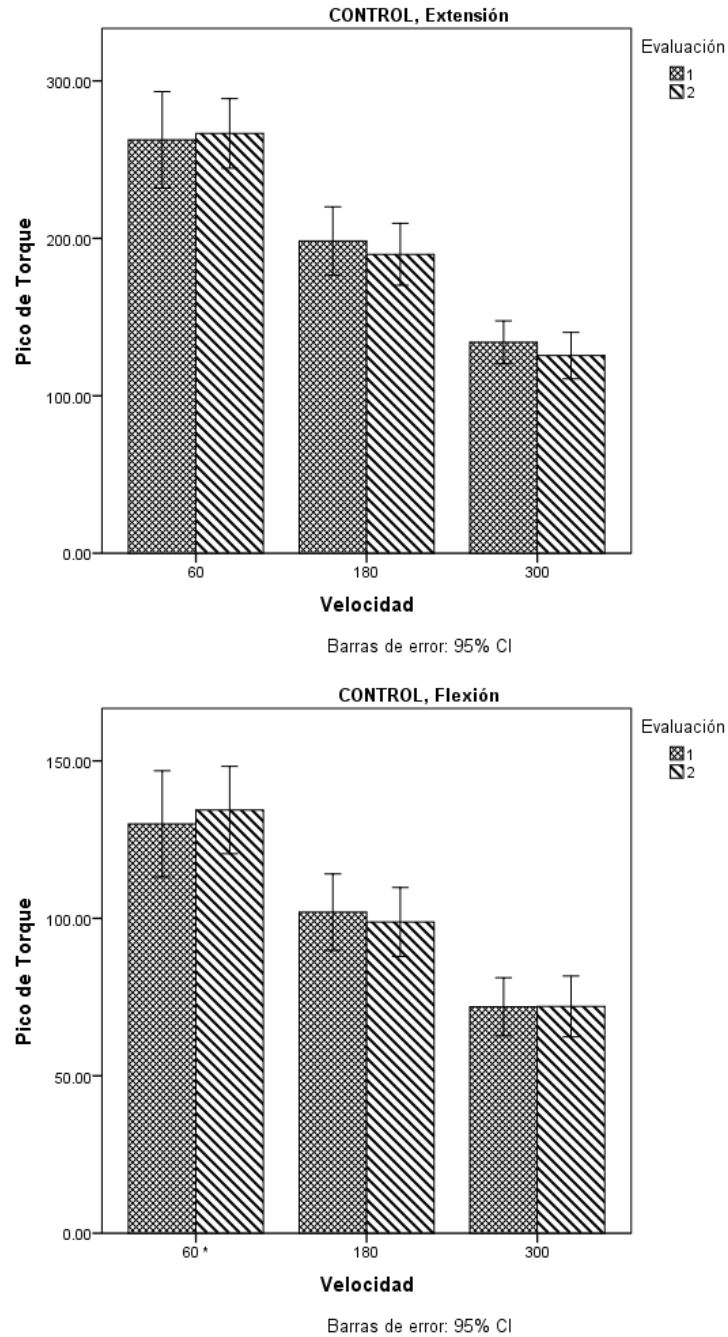 CONTROL, Extensión
Evaluación
1
2
Pico de Torque
300.00
200.00
100.00
0.00
60 180 300
Velocidad
Barras de error: 95% CI
CONTROL, Flexión
Evaluación
1
2
Pico de Torque
150.00
100.00
50.00
0.00
60 * 180 300
Velocidad
Barras de error: 95% CI